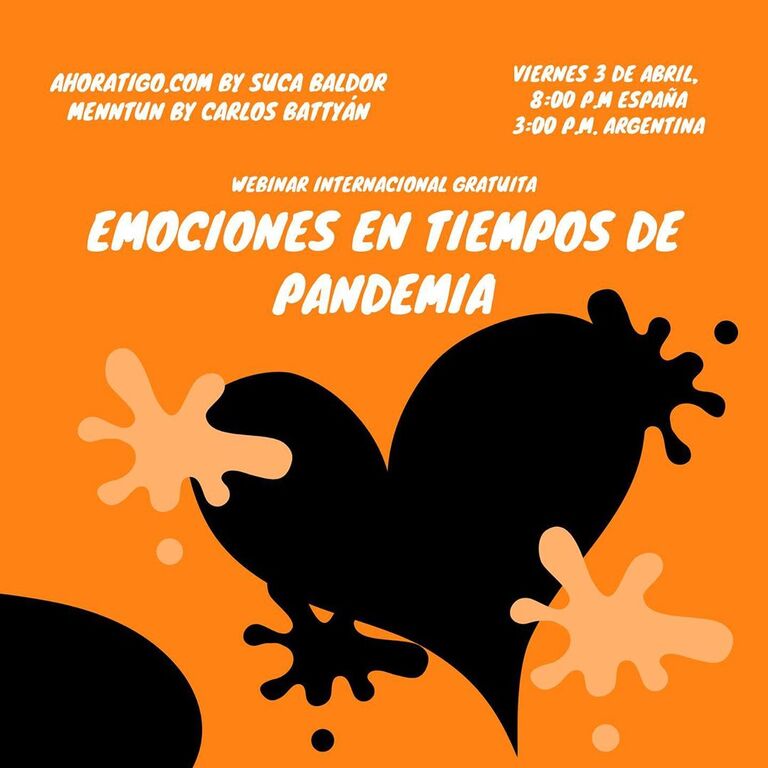 AHORATIGO.COM BY SUCA BALDOR
MENNTUN BY CARLOS BATTYÁN
VIERNES 3 DE ABRIL,
8:00 P.M ESPAÑA
3:00 P.M. ARGENTINA
WEBINAR INTERNACIONAL GRATUITA
EMOCIONES EN TIEMPOS DE
PANDEMIA